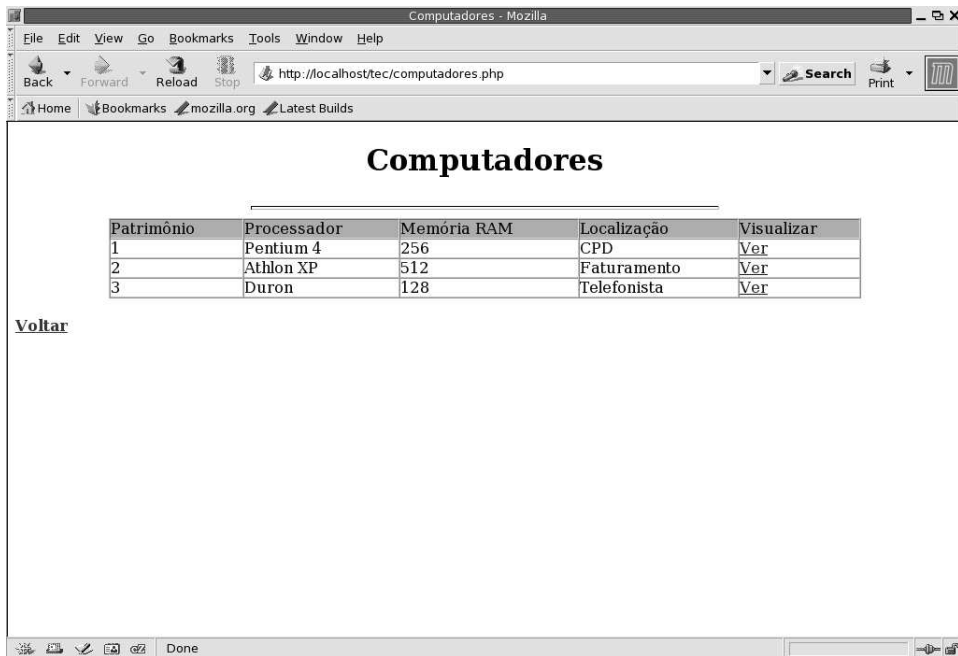 Computadores - Mozilla
File Edit View Go Bookmarks Tools Window Help
Back Forward Reload Stop http://localhost/tec/computadores.php Search Print
Home Bookmarks mozilla.org Latest Builds
Computadores
Patrimônio Processador Memória RAM Localização Visualizar
1 Pentium 4 256 CPD Ver
2 Athlon XP 512 Faturamento Ver
3 Duron 128 Telefonista Ver
Voltar
Done